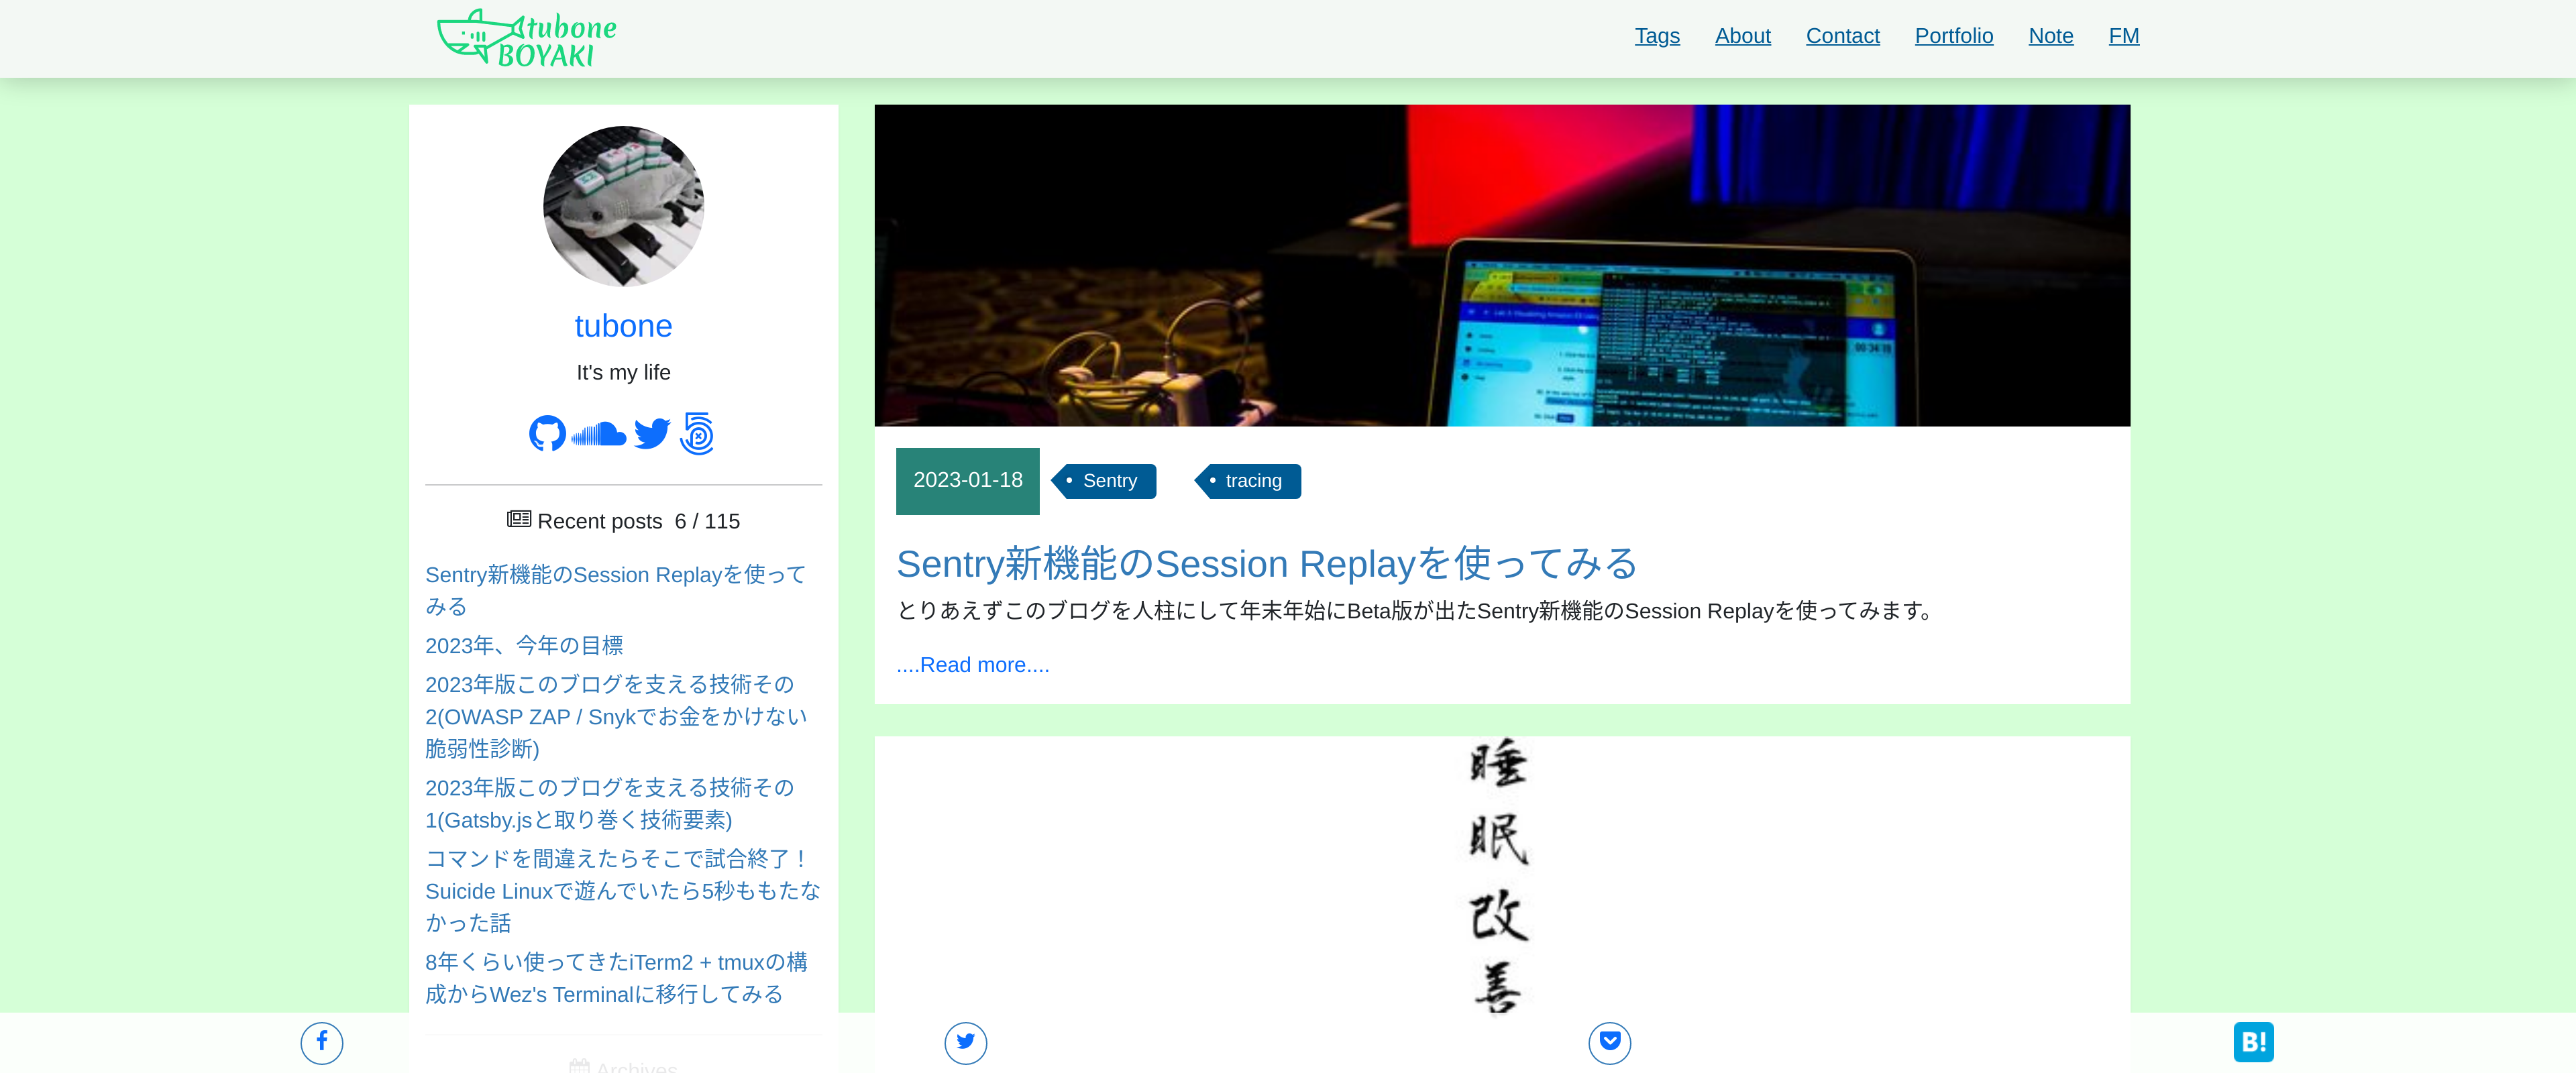 tubone
BOYAKI
Tags About Contact Portfolio Note FM
tubone
It's my life
Recent posts 6 / 115
Sentry新機能のSession Replayを使って
みる
2023年、今年の目標
2023年版このブログを支える技術その
2(OWASP ZAP / Snykでお金をかけない
脆弱性診断)
2023年版このブログを支える技術その
1(Gatsby.jsと取り巻く技術要素)
コマンドを間違えたらそこで試合終了！
Suicide Linuxで遊んでいたら5秒ももたな
かった話
8年くらい使ってきたiTerm2 + tmuxの構
成からWez's Terminalに移行してみる
Archives
2023-01-18
Sentry
tracing
Sentry新機能のSession Replayを使ってみる
とりあえずこのブログを人柱にして年末年始にBeta版が出たSentry新機能のSession Replayを使ってみます。
....Read more....
睡
眠
改
善
B!